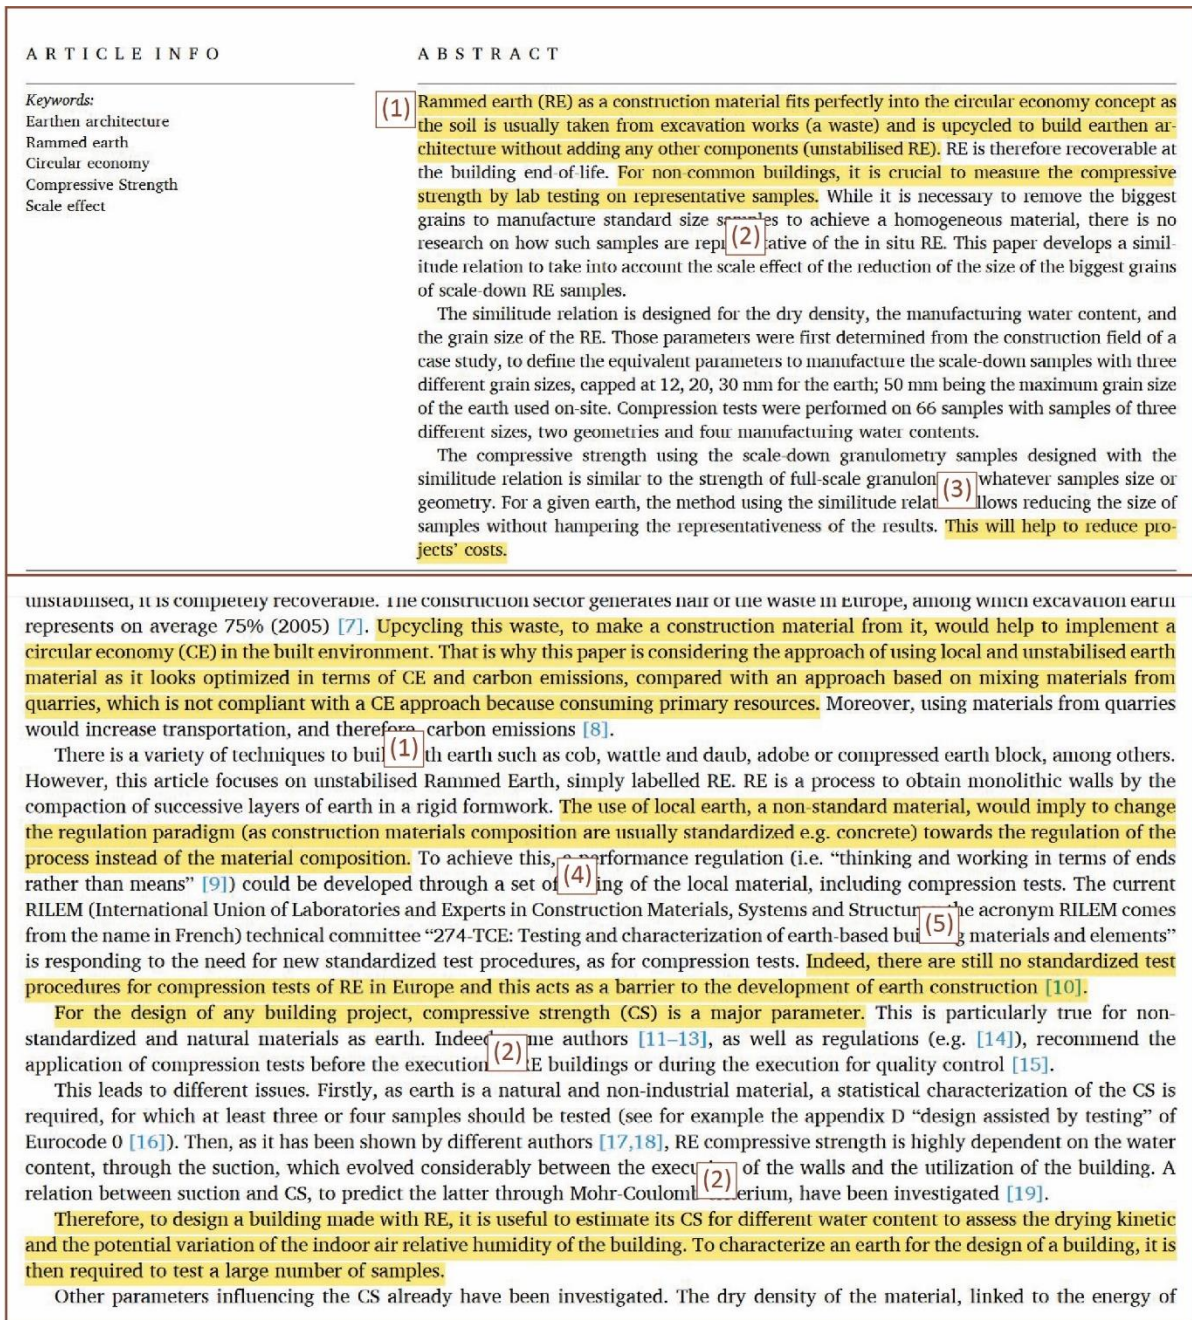 ARTICLE INFO
Keywords:
Earthen architecture
Rammed earth
Circular economy
Compressive Strength
Scale effect
ABSTRACT
(1) Rammed earth (RE) as a construction material fits perfectly into the circular economy concept as
the soil is usually taken from excavation works (a waste) and is upcycled to build earthen ar-
chitecture without adding any other components (unstabilised RE). RE is therefore recoverable at
the building end-of-life. For non-common buildings, it is crucial to measure the compressive
strength by lab testing on representative samples. While it is necessary to remove the biggest
grains to manufacture standard size samples to achieve a homogeneous material, there is no
research on how such samples are repr (2) ative of the in situ RE. This paper develops a simil-
itude relation to take into account the scale effect of the reduction of the size of the biggest grains
of scale-down RE samples.
The similitude relation is designed for the dry density, the manufacturing water content, and
the grain size of the RE. Those parameters were first determined from the construction field of a
case study, to define the equivalent parameters to manufacture the scale-down samples with three
different grain sizes, capped at 12, 20, 30 mm for the earth; 50 mm being the maximum grain size
of the earth used on-site. Compression tests were performed on 66 samples with samples of three
different sizes, two geometries and four manufacturing water contents.
The compressive strength using the scale-down granulometry samples designed with the
similitude relation is similar to the strength of full-scale granulom (3) whatever samples size or
geometry. For a given earth, the method using the similitude relat llows reducing the size of
samples without hampering the representativeness of the results. This will help to reduce pro-
jects' costs.
unstabilised, it is completely recoverable. The construction sector generates half of the waste in Europe, among which excavation earth
represents on average 75% (2005) [7]. Upcycling this waste, to make a construction material from it, would help to implement a
circular economy (CE) in the built environment. That is why this paper is considering the approach of using local and unstabilised earth
material as it looks optimized in terms of CE and carbon emissions, compared with an approach based on mixing materials from
quarries, which is not compliant with a CE approach because consuming primary resources. Moreover, using materials from quarries
would increase transportation, and therefore carbon emissions [8].
There is a variety of techniques to buil (1) th earth such as cob, wattle and daub, adobe or compressed earth block, among others.
However, this article focuses on unstabilised Rammed Earth, simply labelled RE. RE is a process to obtain monolithic walls by the
compaction of successive layers of earth in a rigid formwork. The use of local earth, a non-standard material, would imply to change
the regulation paradigm (as construction materials composition are usually standardized e.g. concrete) towards the regulation of the
process instead of the material composition. To achieve this, a performance regulation (i.e. “thinking and working in terms of ends
rather than means” [9]) could be developed through a set of (4) ing of the local material, including compression tests. The current
RILEM (International Union of Laboratories and Experts in Construction Materials, Systems and Structur he acronym RILEM comes
from the name in French) technical committee “274-TCE: Testing and characterization of earth-based bui (5) g materials and elements”
is responding to the need for new standardized test procedures, as for compression tests. Indeed, there are still no standardized test
procedures for compression tests of RE in Europe and this acts as a barrier to the development of earth construction [10].
For the design of any building project, compressive strength (CS) is a major parameter. This is particularly true for non-
standardized and natural materials as earth. Indeed me authors [11–13], as well as regulations (e.g. [14]), recommend the
application of compression tests before the execution (2) E buildings or during the execution for quality control [15].
This leads to different issues. Firstly, as earth is a natural and non-industrial material, a statistical characterization of the CS is
required, for which at least three or four samples should be tested (see for example the appendix D “design assisted by testing” of
Eurocode 0 [16]). Then, as it has been shown by different authors [17,18], RE compressive strength is highly dependent on the water
content, through the suction, which evolved considerably between the execu (2) of the walls and the utilization of the building. A
relation between suction and CS, to predict the latter through Mohr-Coulomb erium, have been investigated [19].
Therefore, to design a building made with RE, it is useful to estimate its CS for different water content to assess the drying kinetic
and the potential variation of the indoor air relative humidity of the building. To characterize an earth for the design of a building, it is
then required to test a large number of samples.
Other parameters influencing the CS already have been investigated. The dry density of the material, linked to the energy of